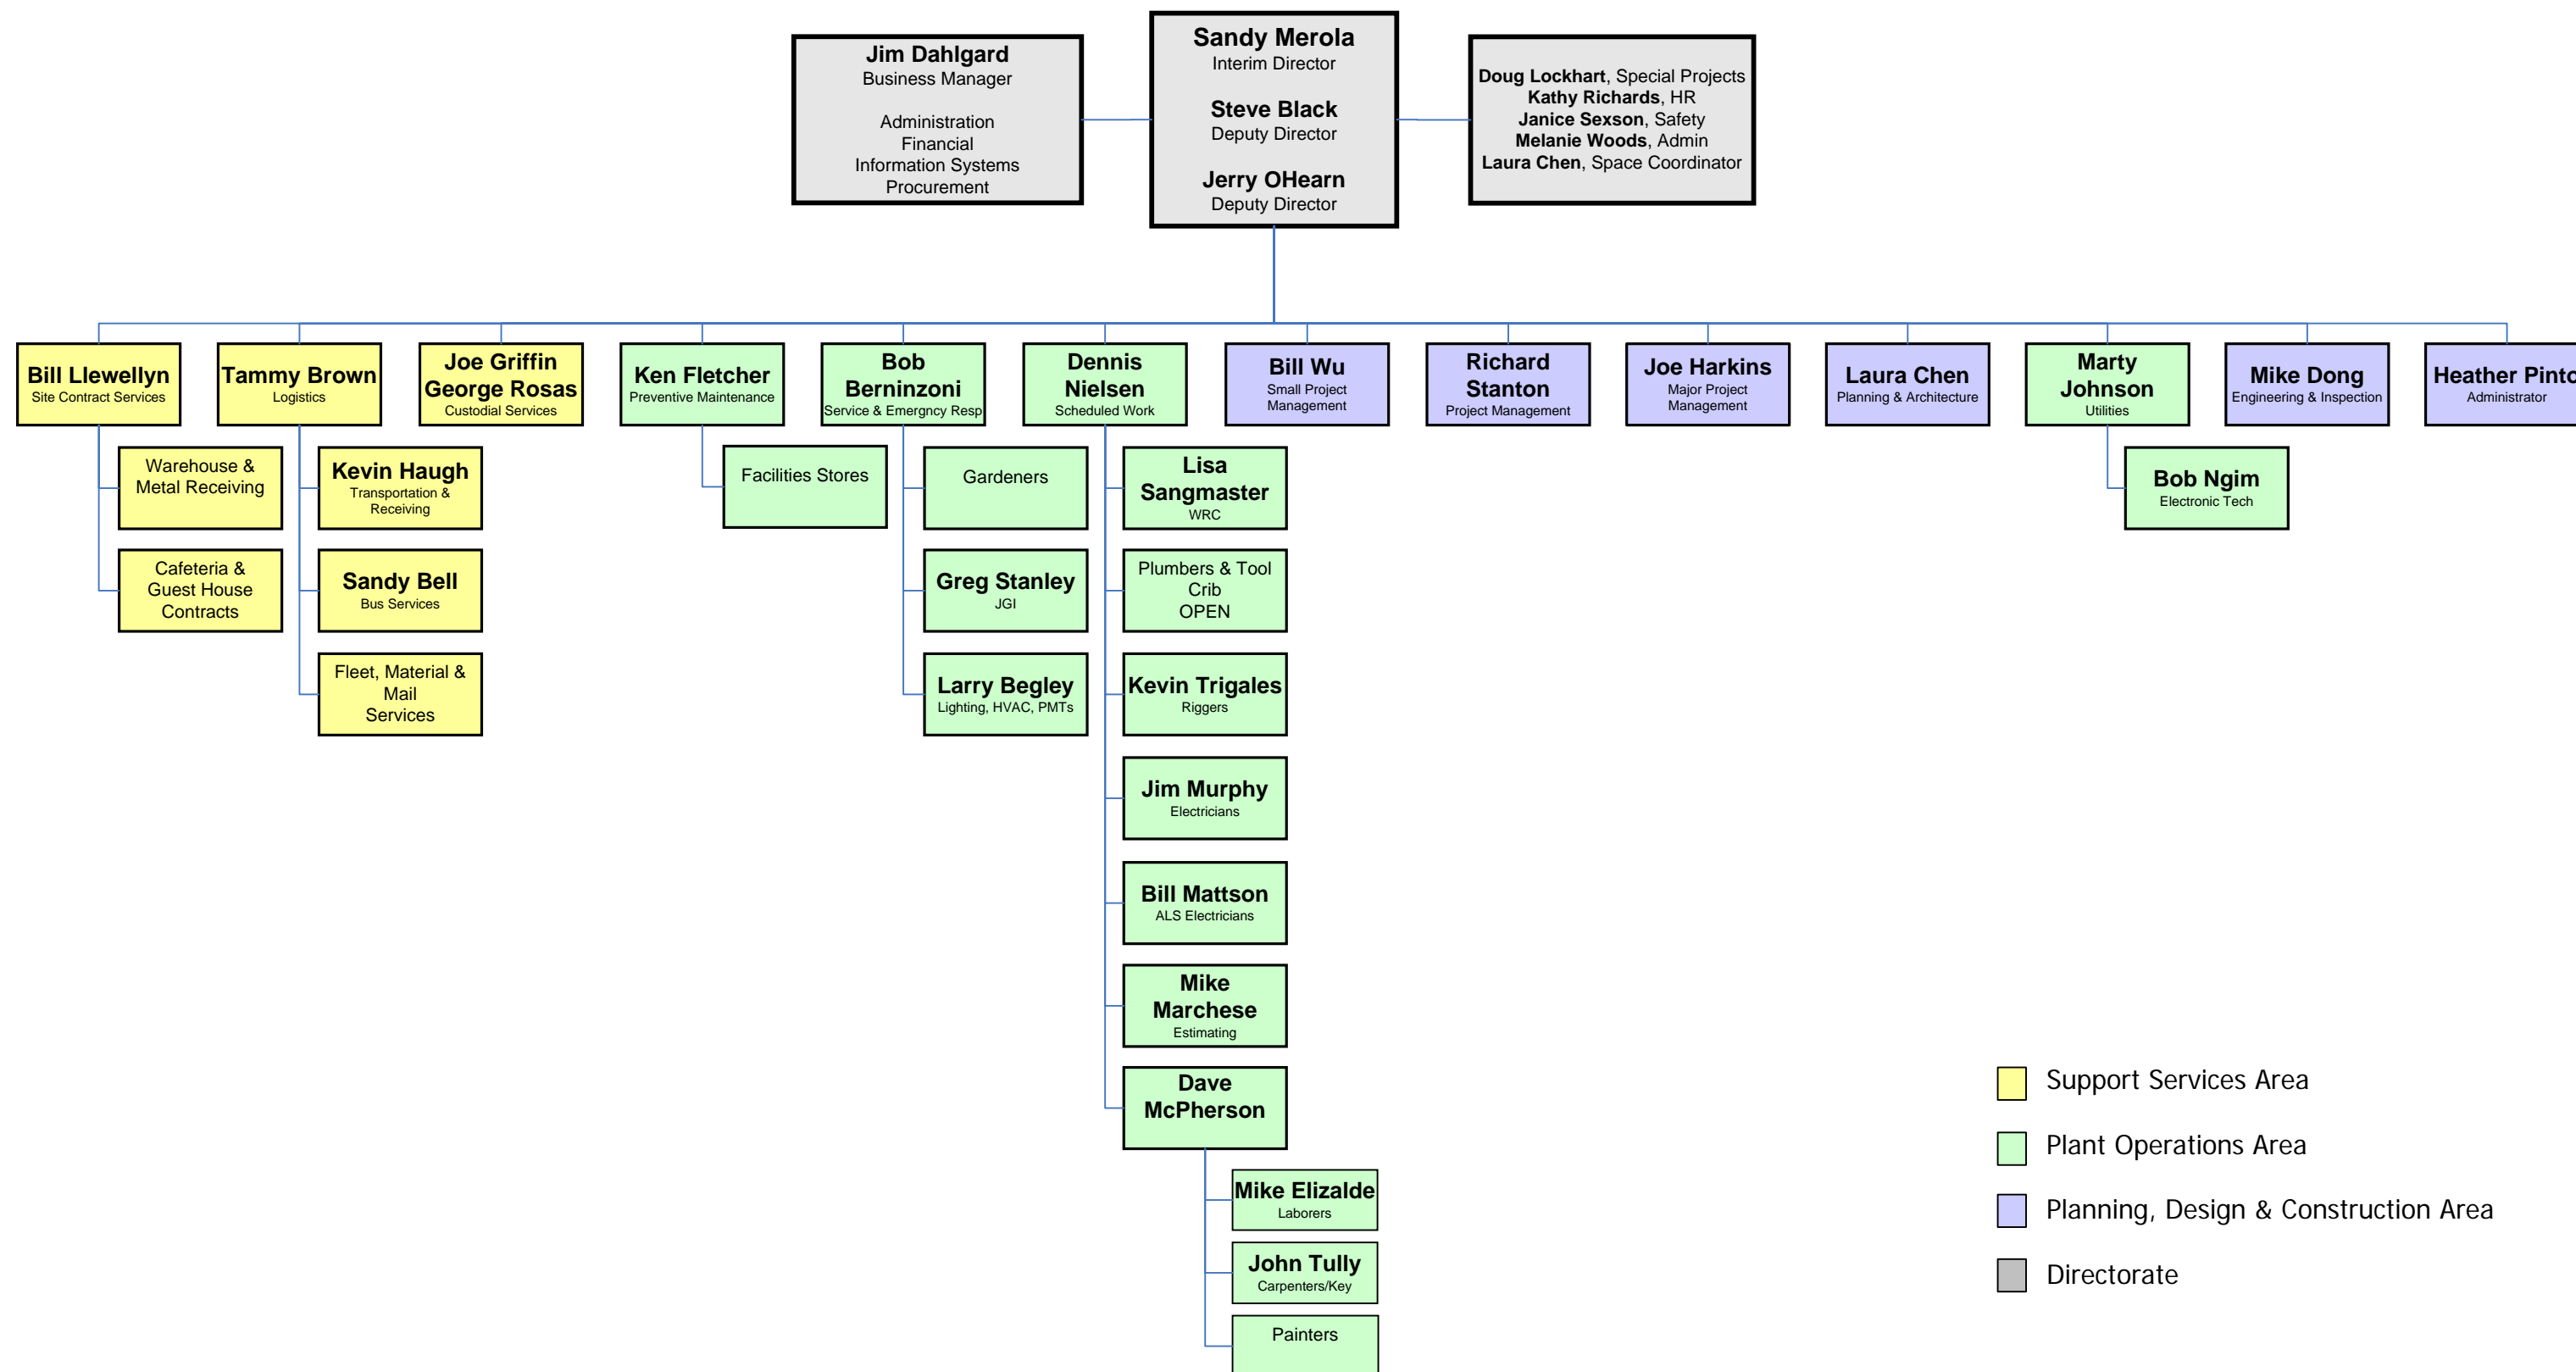 Jim Dahlgard
Business Manager
Administration
Financial
Information Systems
Procurement
Sandy Merola
Interim Director
Steve Black
Deputy Director
Jerry OHearn
Deputy Director
Doug Lockhart, Special Projects
Kathy Richards, HR
Janice Sexson, Safety
Melanie Woods, Admin
Laura Chen, Space Coordinator
Bill Llewellyn
Site Contract Services
Tammy Brown
Logistics
Joe Griffin
George Rosas
Custodial Services
Ken Fletcher
Preventive Maintenance
Bob
Berninzoni
Service & Emergncy Resp
Dennis
Nielsen
Scheduled Work
Bill Wu
Small Project
Management
Richard
Stanton
Project Management
Joe Harkins
Major Project
Management
Laura Chen
Planning & Architecture
Marty
Johnson
Utilities
Mike Dong
Engineering & Inspection
Heather Pinto
Administrator
Warehouse &
Metal Receiving
Cafeteria &
Guest House
Contracts
Kevin Haugh
Transportation &
Receiving
Sandy Bell
Bus Services
Fleet, Material &
Mail
Services
Facilities Stores
Gardeners
Greg Stanley
JGI
Larry Begley
Lighting, HVAC, PMTs
Lisa
Sangmaster
WRC
Plumbers & Tool
Crib
OPEN
Kevin Trigales
Riggers
Jim Murphy
Electricians
Bill Mattson
ALS Electricians
Mike
Marchese
Estimating
Dave
McPherson
Mike Elizalde
Laborers
John Tully
Carpenters/Key
Painters
Bob Ngim
Electronic Tech
Support Services Area
Plant Operations Area
Planning, Design & Construction Area
Directorate